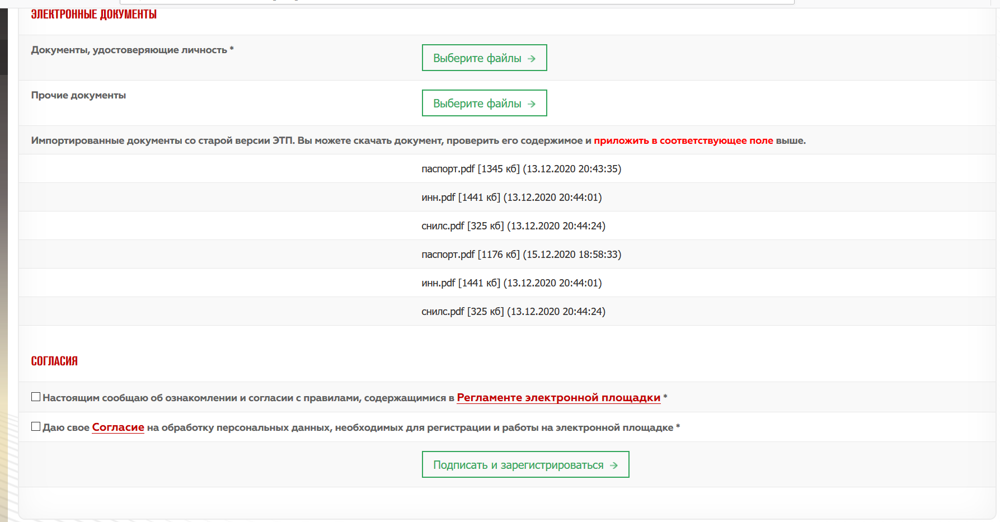 ЭЛЕКТРОННЫЕ ДОКУМЕНТЫ
Документы, удостоверяющие личность *
Выберите файлы →
Прочие документы
Выберите файлы →
Импортированные документы со старой версии ЭТП. Вы можете скачать документ, проверить его содержимое и приложить в соответствующее поле выше.
паспорт.pdf [1345 кб] (13.12.2020 20:43:35)
инн.pdf [1441 кб] (13.12.2020 20:44:01)
снилс.pdf [325 кб] (13.12.2020 20:44:24)
паспорт.pdf [1176 кб] (15.12.2020 18:58:33)
инн.pdf [1441 кб] (13.12.2020 20:44:01)
снилс.pdf [325 кб] (13.12.2020 20:44:24)
СОГЛАСИЯ
Настоящим сообщаю об ознакомлении и согласии с правилами, содержащимися в Регламенте электронной площадки *
Даю свое Согласие на обработку персональных данных, необходимых для регистрации и работы на электронной площадке *
Подписать и зарегистрироваться →